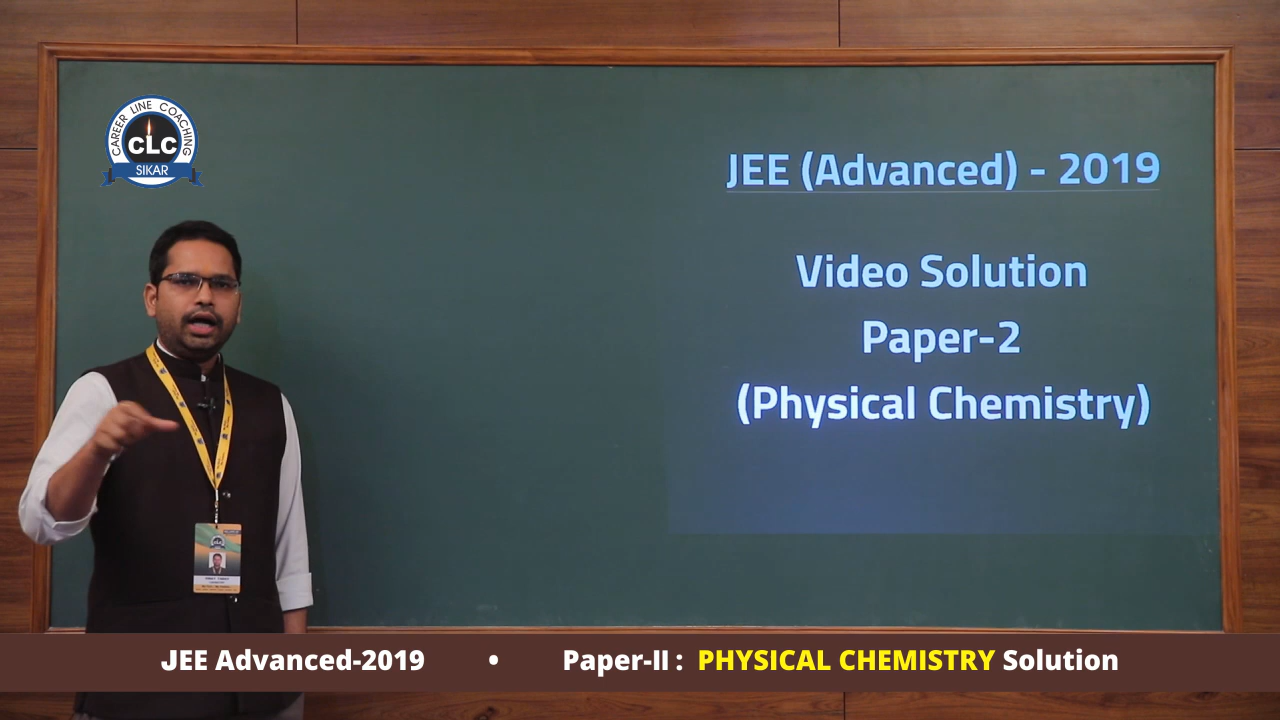 CAREER LINE COACHING
CLC
SIKAR
JEE (Advanced) - 2019
Video Solution
Paper-2
(Physical Chemistry)
JEE Advanced-2019 • Paper-II : PHYSICAL CHEMISTRY Solution